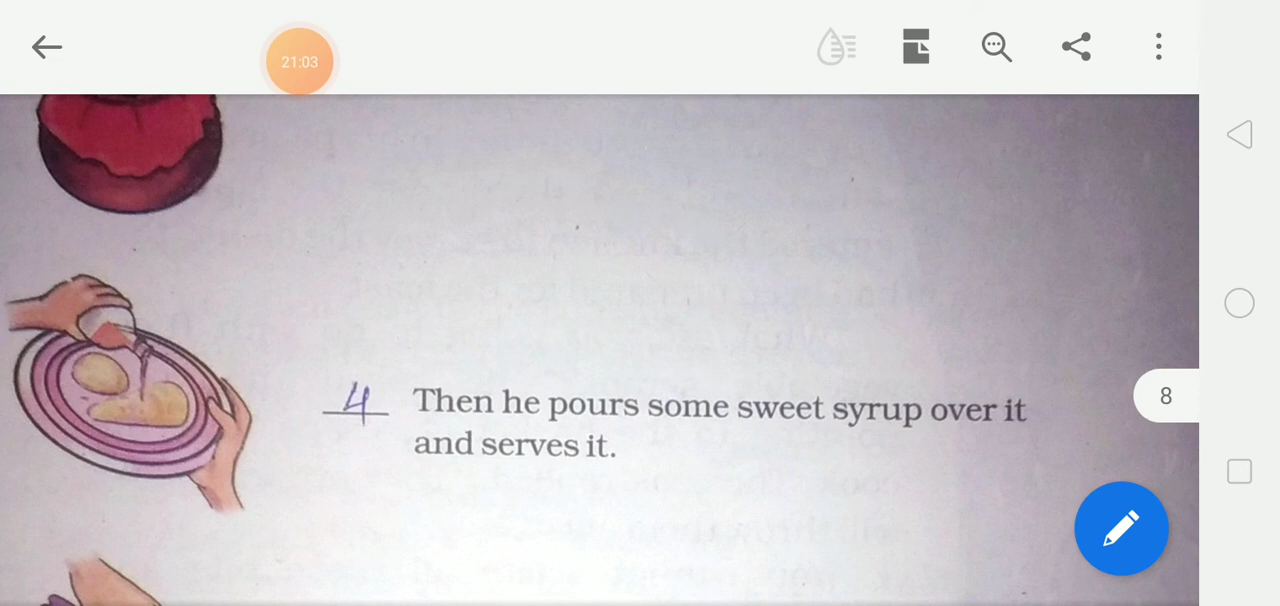 21:03
4 Then he pours some sweet syrup over it
and serves it.
8